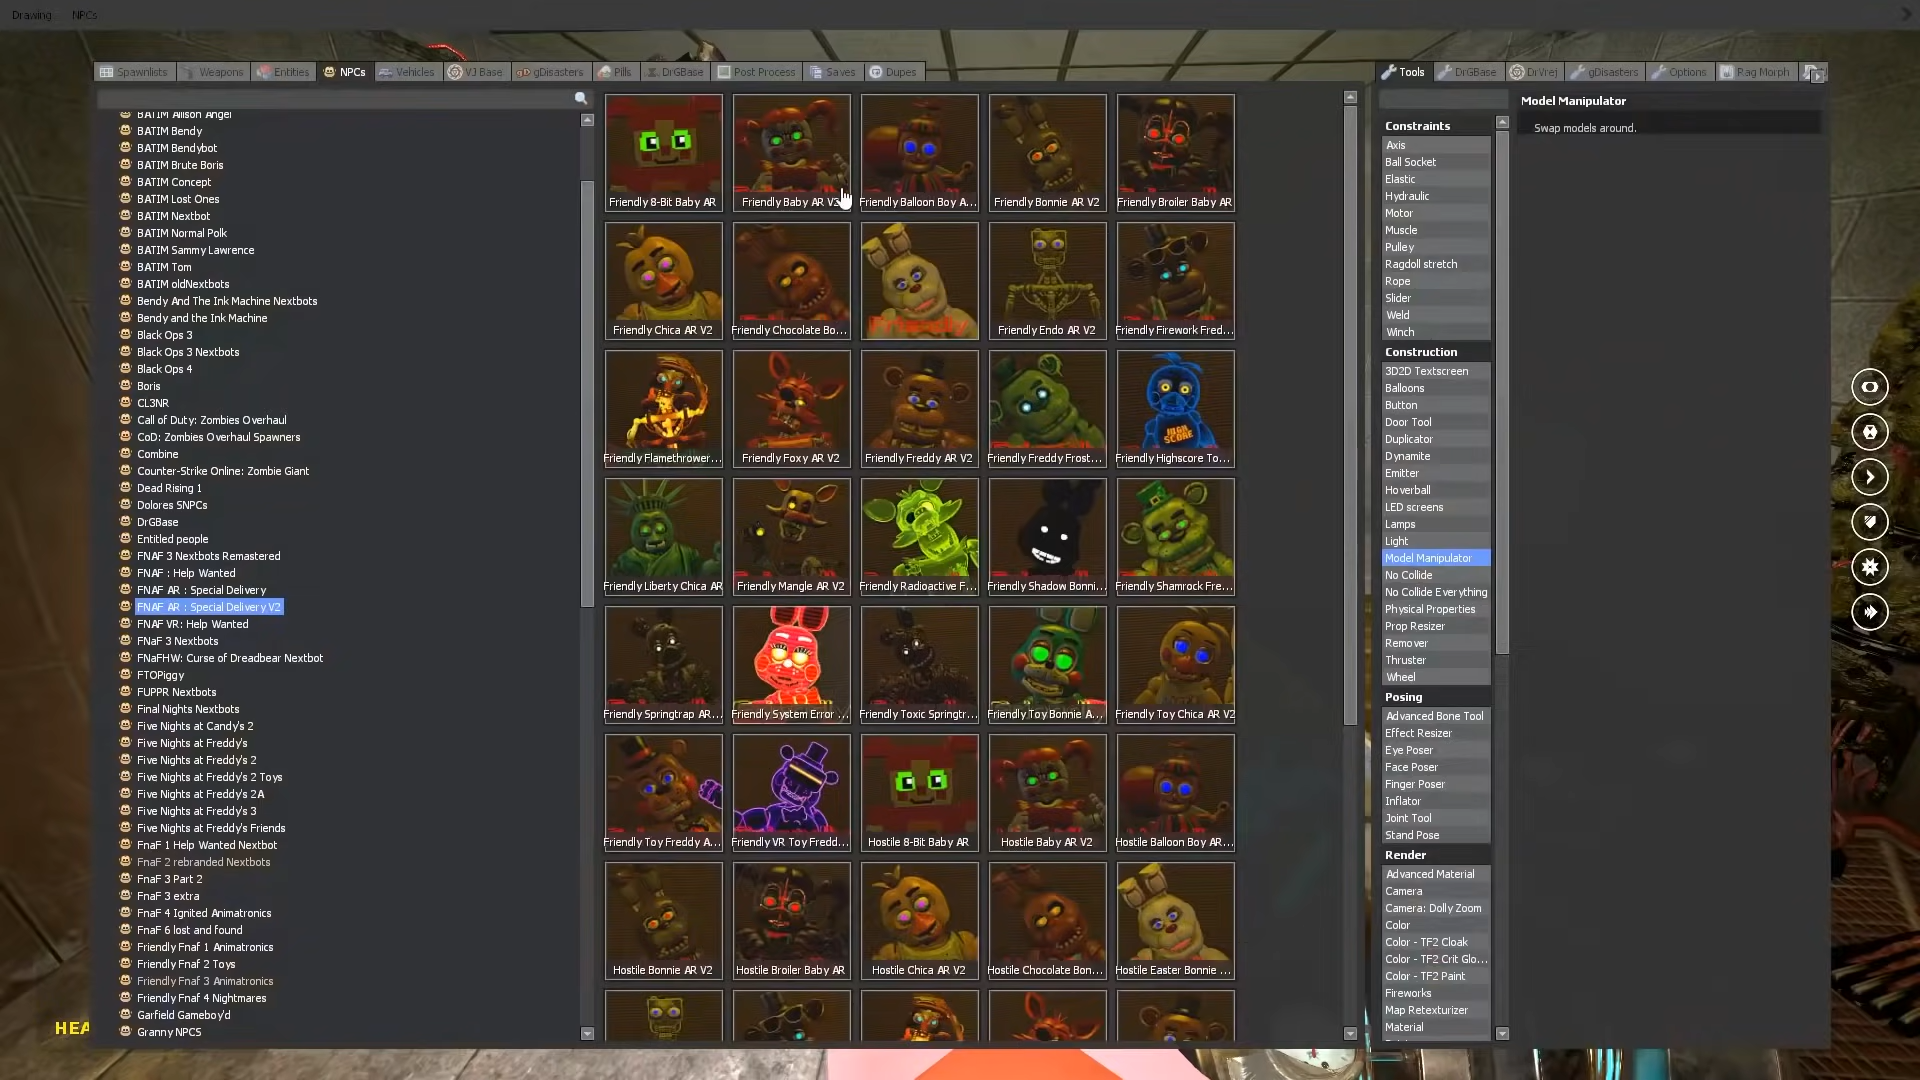 Drawing NPCs
Spawnlists Weapons Entities NPCs Vehicles VJ Base gDisasters Pills DrGBase Post Process Saves Dupes
Tools DrGBase DrVrej gDisasters Options Rag Morph
BATIM Allison Angel
BATIM Bendy
BATIM Bendybot
BATIM Brute Boris
BATIM Concept
BATIM Lost Ones
BATIM Nextbot
BATIM Normal Polk
BATIM Sammy Lawrence
BATIM Tom
BATIM oldNextbots
Bendy And The Ink Machine Nextbots
Bendy and the Ink Machine
Black Ops 3
Black Ops 3 Nextbots
Black Ops 4
Boris
CL3NR
Call of Duty: Zombies Overhaul
CoD: Zombies Overhaul Spawners
Combine
Counter-Strike Online: Zombie Giant
Dead Rising 1
Dolores SNPCs
DrGBase
Entitled people
FNAF 3 Nextbots Remastered
FNAF : Help Wanted
FNAF AR : Special Delivery
FNAF AR : Special Delivery V2
FNAF VR: Help Wanted
FNaF 3 Nextbots
FNaFHW: Curse of Dreadbear Nextbot
FTOPiggy
FUPPR Nextbots
Final Nights Nextbots
Five Nights at Candy's 2
Five Nights at Freddy's
Five Nights at Freddy's 2
Five Nights at Freddy's 2 Toys
Five Nights at Freddy's 2A
Five Nights at Freddy's 3
Five Nights at Freddy's Friends
FnaF 1 Help Wanted Nextbot
FnaF 2 rebranded Nextbots
FnaF 3 Part 2
FnaF 3 extra
FnaF 4 Ignited Animatronics
FnaF 6 lost and found
Friendly Fnaf 1 Animatronics
Friendly Fnaf 2 Toys
Friendly Fnaf 3 Animatronics
Friendly Fnaf 4 Nightmares
Garfield Gameboy'd
Granny NPCS
Friendly 8-Bit Baby AR
Friendly Baby AR V2
Friendly Balloon Boy A...
Friendly Bonnie AR V2
Friendly Broiler Baby AR
Friendly Chica AR V2
Friendly Chocolate Bo...
Friendly
Friendly Endo AR V2
Friendly Firework Fred...
Friendly Flamethrower...
Friendly Foxy AR V2
Friendly Freddy AR V2
Friendly Freddy Frost...
HIGH SCORE
Friendly Highscore To...
Friendly Liberty Chica AR
Friendly Mangle AR V2
Friendly Radioactive F...
Friendly Shadow Bonni...
Friendly Shamrock Fre...
Friendly Springtrap AR...
Friendly System Error ...
Friendly Toxic Springtr...
Friendly Toy Bonnie A...
Friendly Toy Chica AR V2
Friendly Toy Freddy A...
Friendly VR Toy Fredd...
Hostile 8-Bit Baby AR
Hostile Baby AR V2
Hostile Balloon Boy AR...
Hostile Bonnie AR V2
Hostile Broiler Baby AR
Hostile Chica AR V2
Hostile Chocolate Bon...
Hostile Easter Bonnie ...
Constraints
Axis
Ball Socket
Elastic
Hydraulic
Motor
Muscle
Pulley
Ragdoll stretch
Rope
Slider
Weld
Winch
Construction
3D2D Textscreen
Balloons
Button
Door Tool
Duplicator
Dynamite
Emitter
Hoverball
LED screens
Lamps
Light
Model Manipulator
No Collide
No Collide Everything
Physical Properties
Prop Resizer
Remover
Thruster
Wheel
Posing
Advanced Bone Tool
Effect Resizer
Eye Poser
Face Poser
Finger Poser
Inflator
Joint Tool
Stand Pose
Render
Advanced Material
Camera
Camera: Dolly Zoom
Color
Color - TF2 Cloak
Color - TF2 Crit Glo...
Color - TF2 Paint
Fireworks
Map Retexturizer
Material
Model Manipulator
Swap models around.
HEA